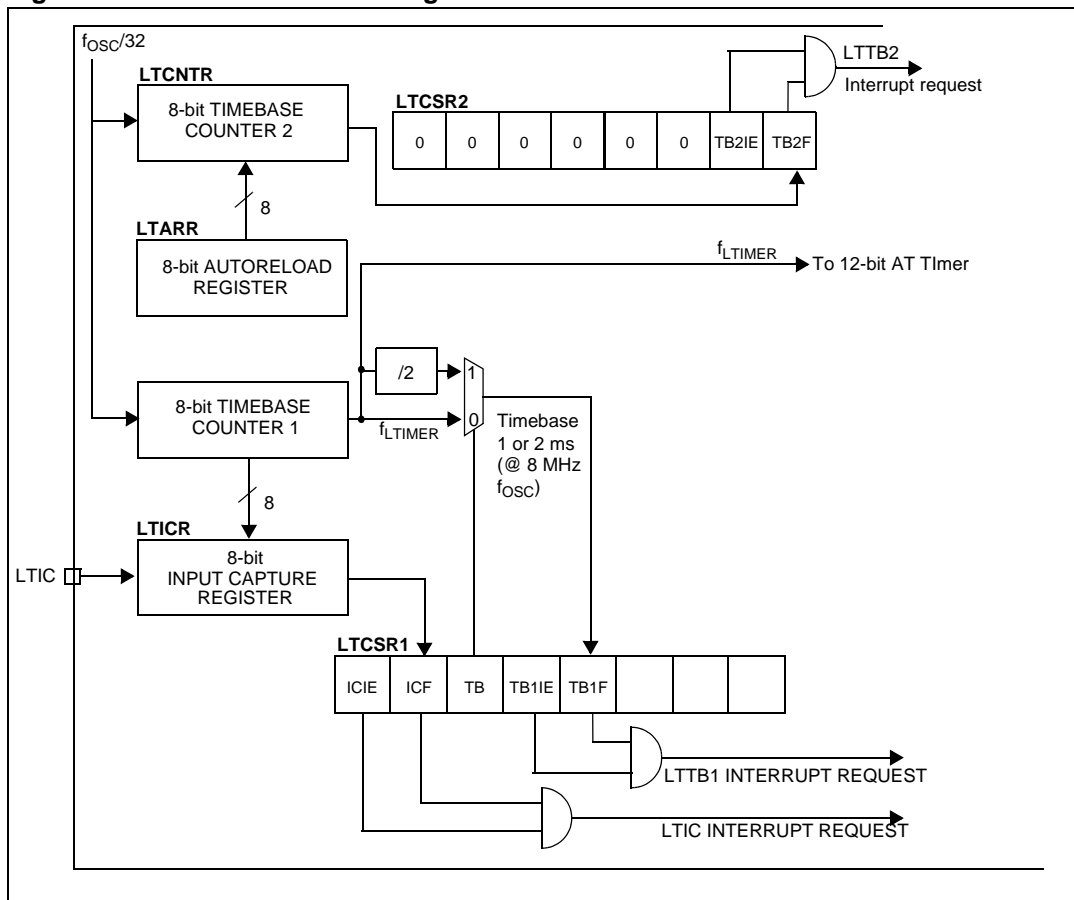 fOSC/32
LTTB2
Interrupt request
LTCNTR
8-bit TIMEBASE
COUNTER 2
LTCSR2
0 0 0 0 0 0 TB2IE TB2F
8
LTARR
8-bit AUTORELOAD
REGISTER
fLTIMER
To 12-bit AT TImer
/2
1
0
8-bit TIMEBASE
COUNTER 1
fLTIMER
Timebase
1 or 2 ms
(@ 8 MHz
fOSC)
8
LTICR
8-bit
INPUT CAPTURE
REGISTER
LTIC
LTCSR1
ICIE ICF TB TB1IE TB1F
LTTB1 INTERRUPT REQUEST
LTIC INTERRUPT REQUEST